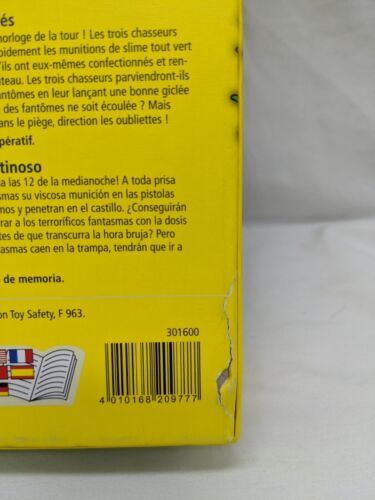 és
horloge de la tour ! Les trois chasseurs
pidement les munitions de slime tout vert
'ils ont eux-mêmes confectionnés et ren-
teau. Les trois chasseurs parviendront-ils
antômes en leur lançant une bonne giclée
des fantômes ne soit écoulée ? Mais
ans le piège, direction les oubliettes !
pératif.
tinoso
a las 12 de la medianoche! A toda prisa
smas su viscosa munición en las pistolas
mos y penetran en el castillo. ¿Conseguirán
rar a los terroríficos fantasmas con la dosis
tes de que transcurra la hora bruja? Pero
asmas caen en la trampa, tendrán que ir a
de memoria.
on Toy Safety, F 963.
301600
4 010168 209777